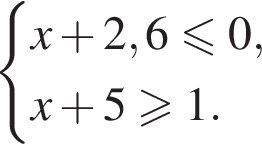 x + 2,6 ⩽ 0,
x + 5 ⩾ 1.